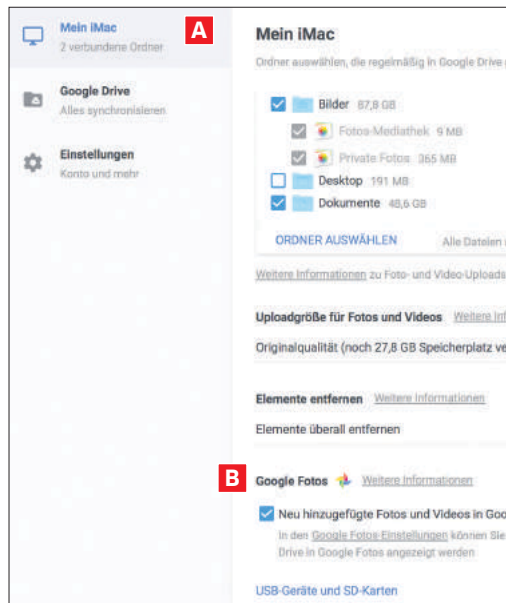 Mein iMac
2 verbundene Ordner
A
Google Drive
Alles synchronisieren
Einstellungen
Konto und mehr
Mein iMac
Ordner auswählen, die regelmäßig in Google Drive
Bilder 87,8 GB
Fotos-Mediathek 9 MB
Private Fotos 365 MB
Desktop 191 MB
Dokumente 48,6 GB
ORDNER AUSWÄHLEN Alle Dateien
Weitere Informationen zu Foto- und Video-Uploads
Uploadgröße für Fotos und Videos Weitere
Originalqualität (noch 27,8 GB Speicherplatz
Elemente entfernen Weitere Informationen
Elemente überall entfernen
B Google Fotos Weitere Informationen
Neu hinzugefügte Fotos und Videos in
In den Google Fotos-Einstellungen können Sie
Drive in Google Fotos angezeigt werden
USB-Geräte und SD-Karten